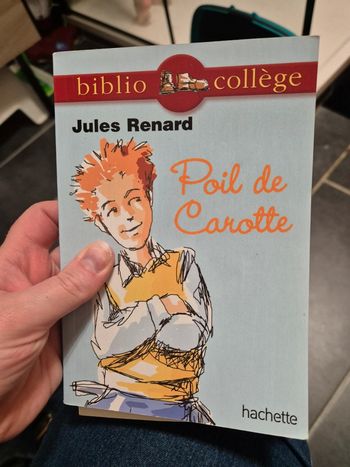 biblio collège
Jules Renard
Poil de
Carotte
hachette